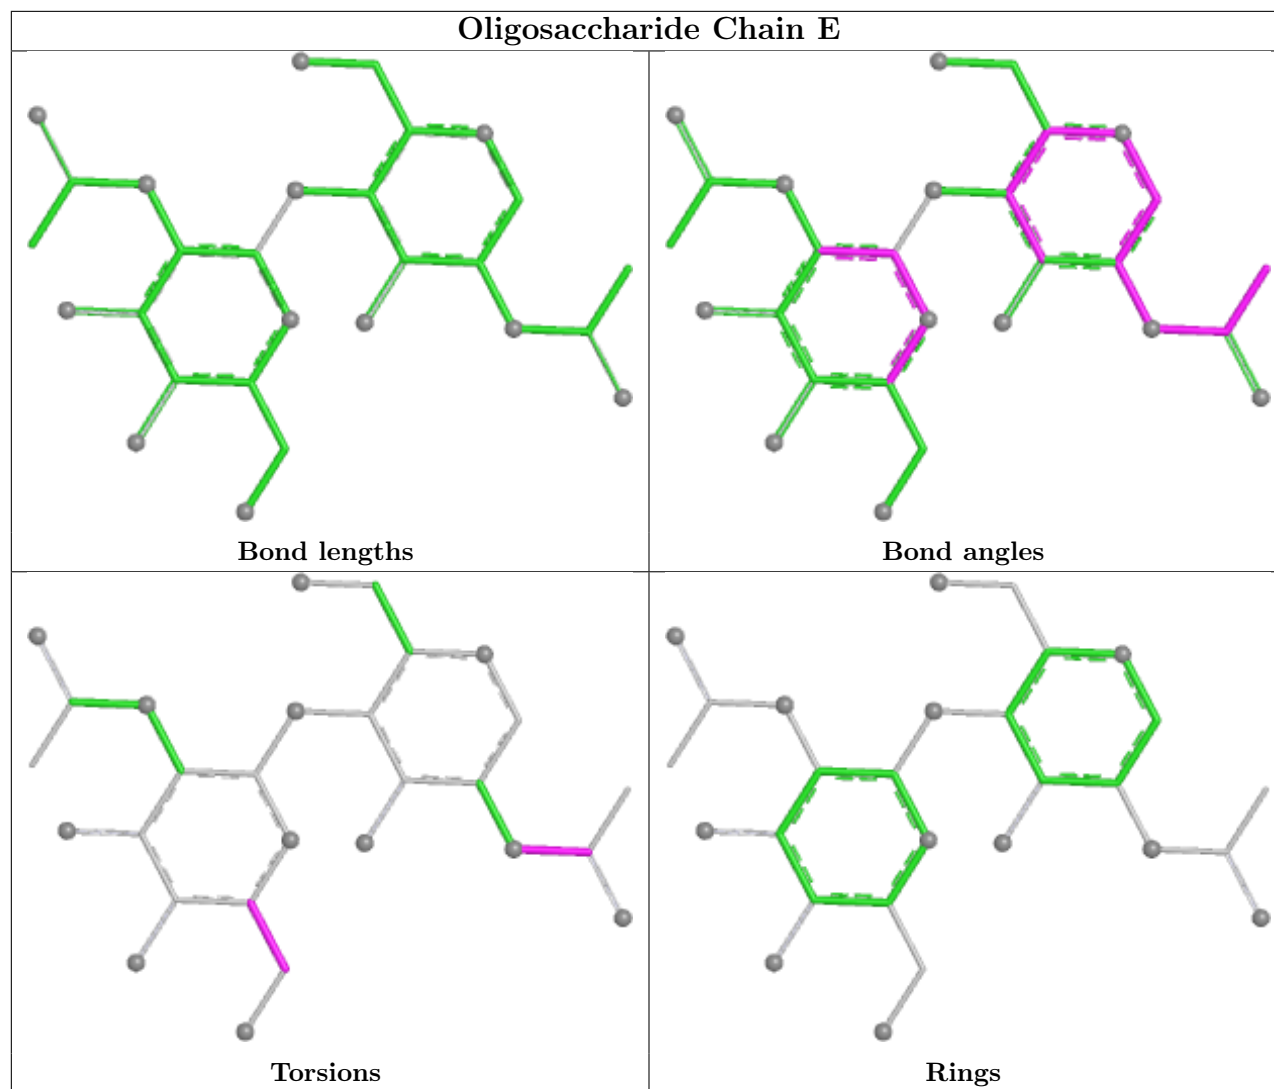 Oligosaccharide Chain E
Bond lengths
Bond angles
Torsions
Rings